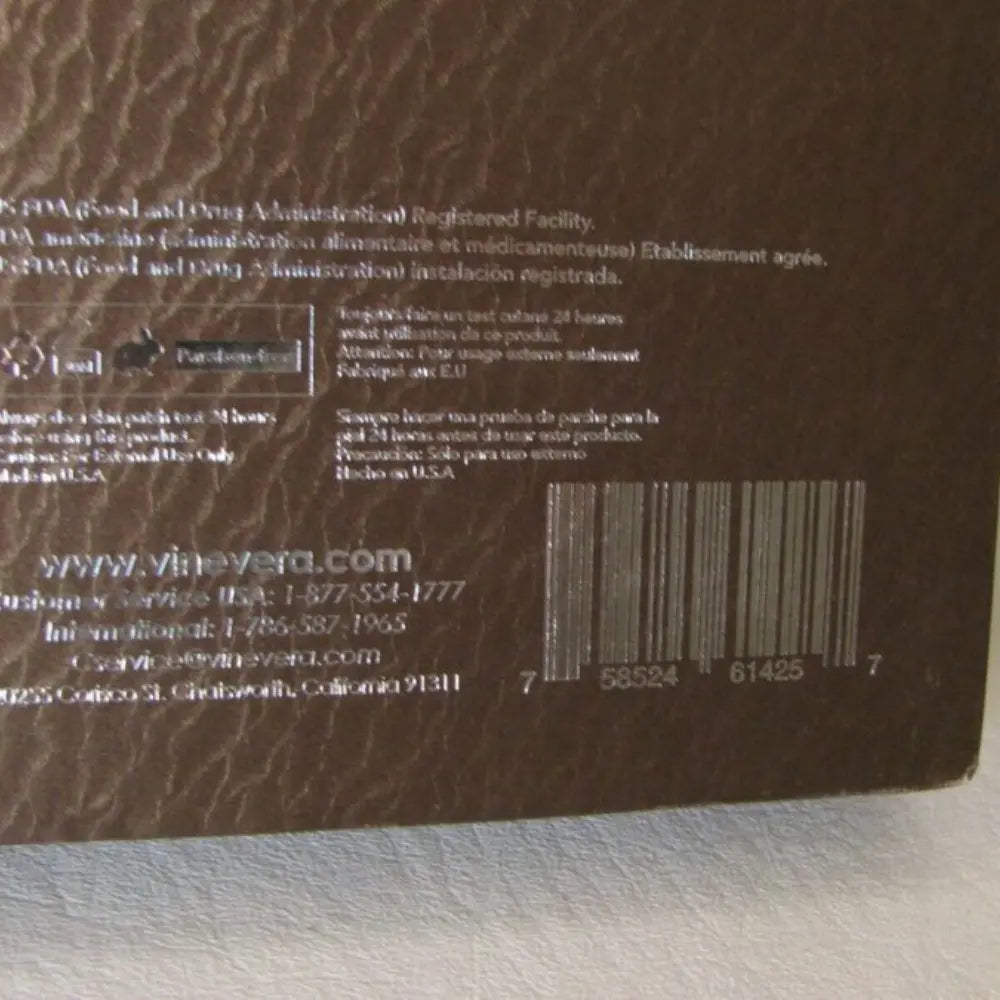 US FDA (Food and Drug Administration) Registered Facility.
FDA américaine (administration alimentaire et médicamenteuse) Etablissement agrée.
US FDA (Food and Drug Administration) instalación registrada.
Paraben-free
Toujours faire un test cutané 24 heures
avant utilisation de ce produit.
Attention: Pour usage externe seulement
Fabriqué aux E.U
Always do a skin patch test 24 hours
before using this product.
Caution: For External Use Only
Made in U.S.A
Siempre hacer una prueba de parche para la
piel 24 horas antes de usar este producto.
Precaución: Solo para uso externo
Hecho en U.S.A
www.vinevera.com
Customer Service USA: 1-877-554-1777
International: 1-786-587-1965
Cservice@vinevera.com
St. Chatsworth, California 91311
7 58524 61425 7